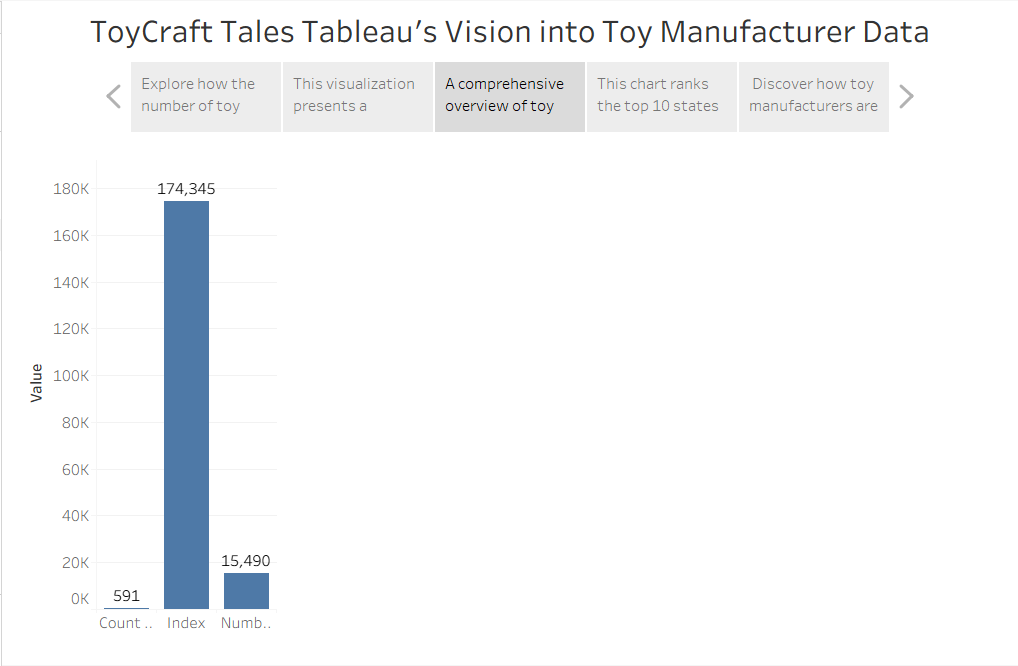 ToyCraft Tales Tableau's Vision into Toy Manufacturer Data
Explore how the
number of toy
This visualization
presents a
A comprehensive
overview of toy
This chart ranks
the top 10 states
Discover how toy
manufacturers are
180K
160K
140K
120K
100K
80K
60K
40K
20K
0K
Value
591
174,345
15,490
Count ..
Index
Numb..